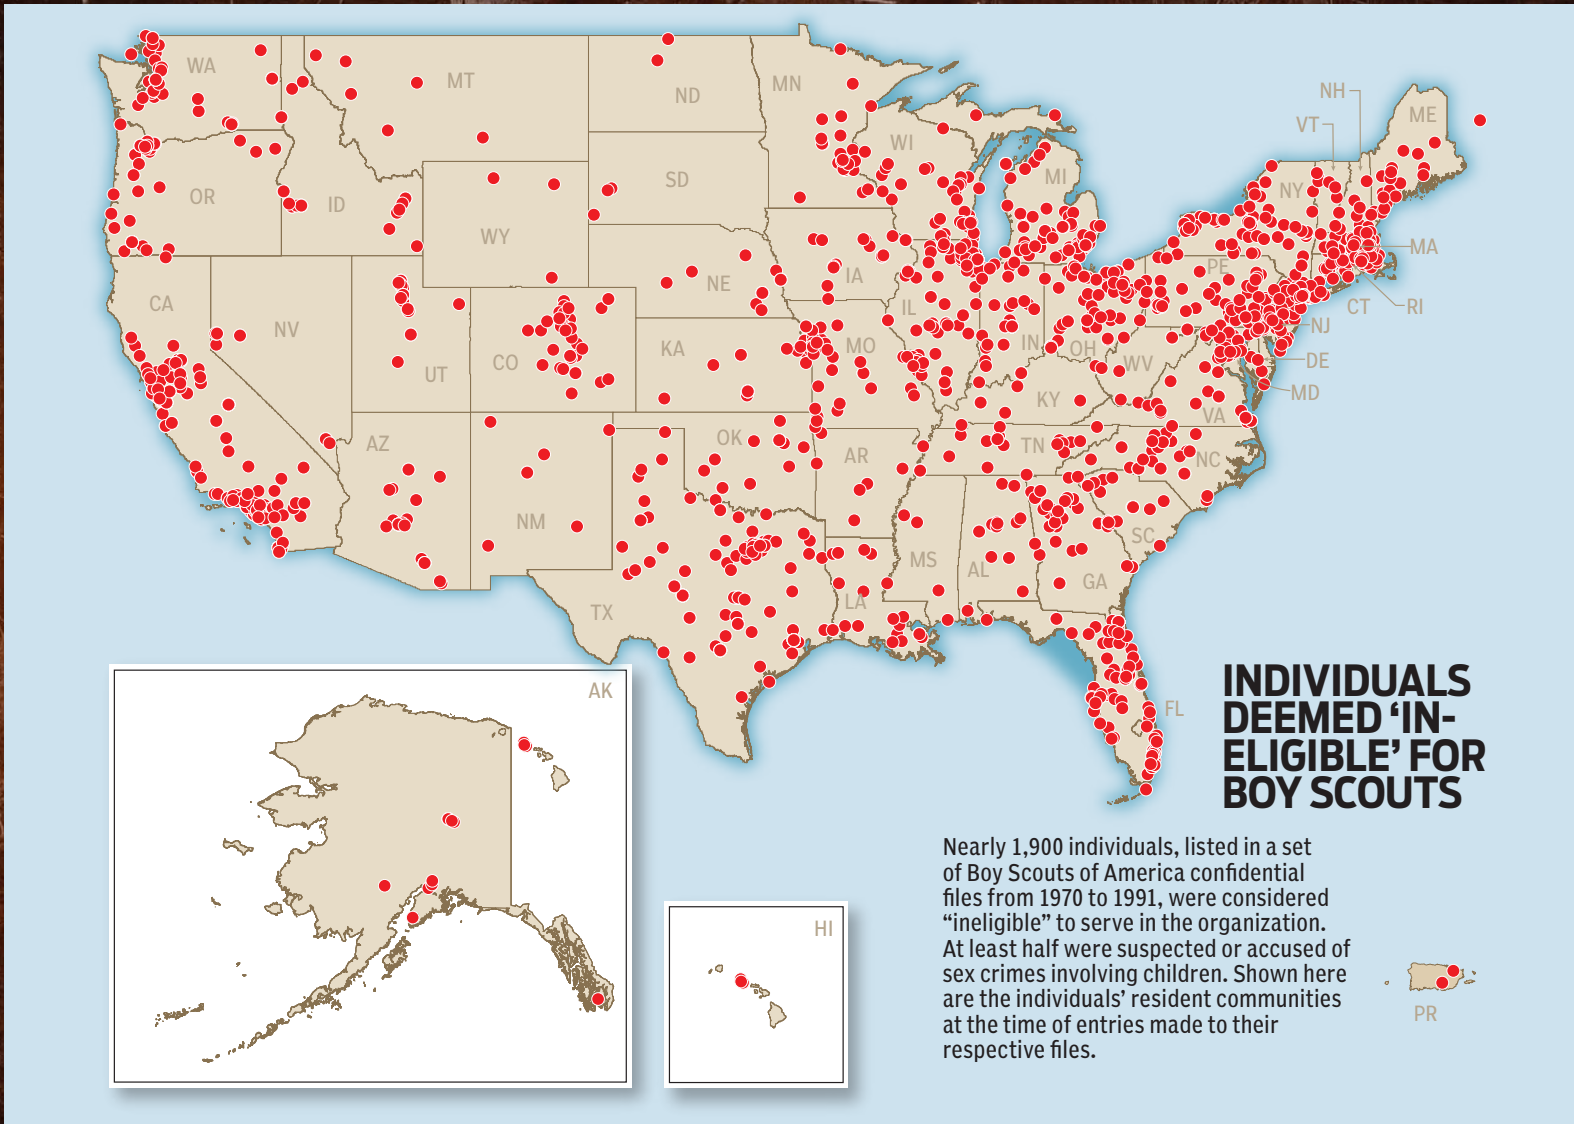 WA
MT
ND
MN
NH
VT
ME
WI
OR
ID
SD
MI
NY
WY
MA
CA
NV
NE
IA
IL
PE
CT
RI
UT
CO
KA
MO
IN
OH
WV
NJ
DE
MD
KY
VA
AZ
NM
OK
AR
TN
NC
SC
MS
AL
GA
TX
LA
FL
AK
INDIVIDUALS
DEEMED ‘IN-
ELIGIBLE’ FOR
BOY SCOUTS
Nearly 1,900 individuals, listed in a set
of Boy Scouts of America confidential
files from 1970 to 1991, were considered
“ineligible” to serve in the organization.
At least half were suspected or accused of
sex crimes involving children. Shown here
are the individuals’ resident communities
at the time of entries made to their
respective files.
HI
PR